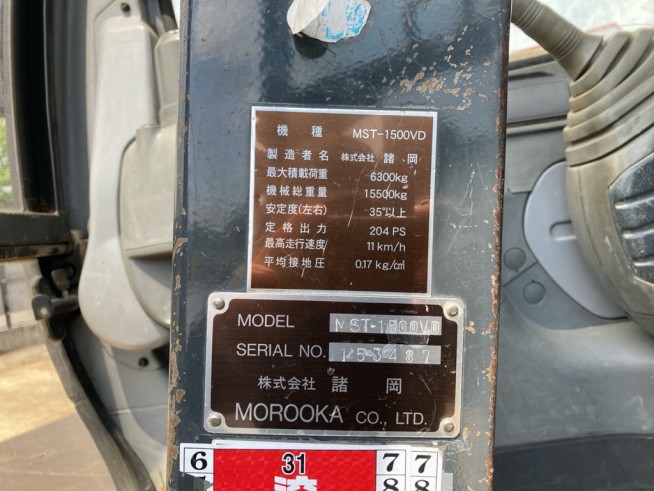 機種 MST-1500VD
製造者名 株式会社 諸岡
最大積載荷重 6300kg
機械総重量 15500kg
安定度(左右) 35°以上
定格出力 204 PS
最高走行速度 11 km/h
平均接地圧 0.17 kg/c㎡
MODEL MST-1500VD
SERIAL NO. 153487
株式会社 諸岡
MOROOKA CO., LTD.
6 31 7 7
8 8